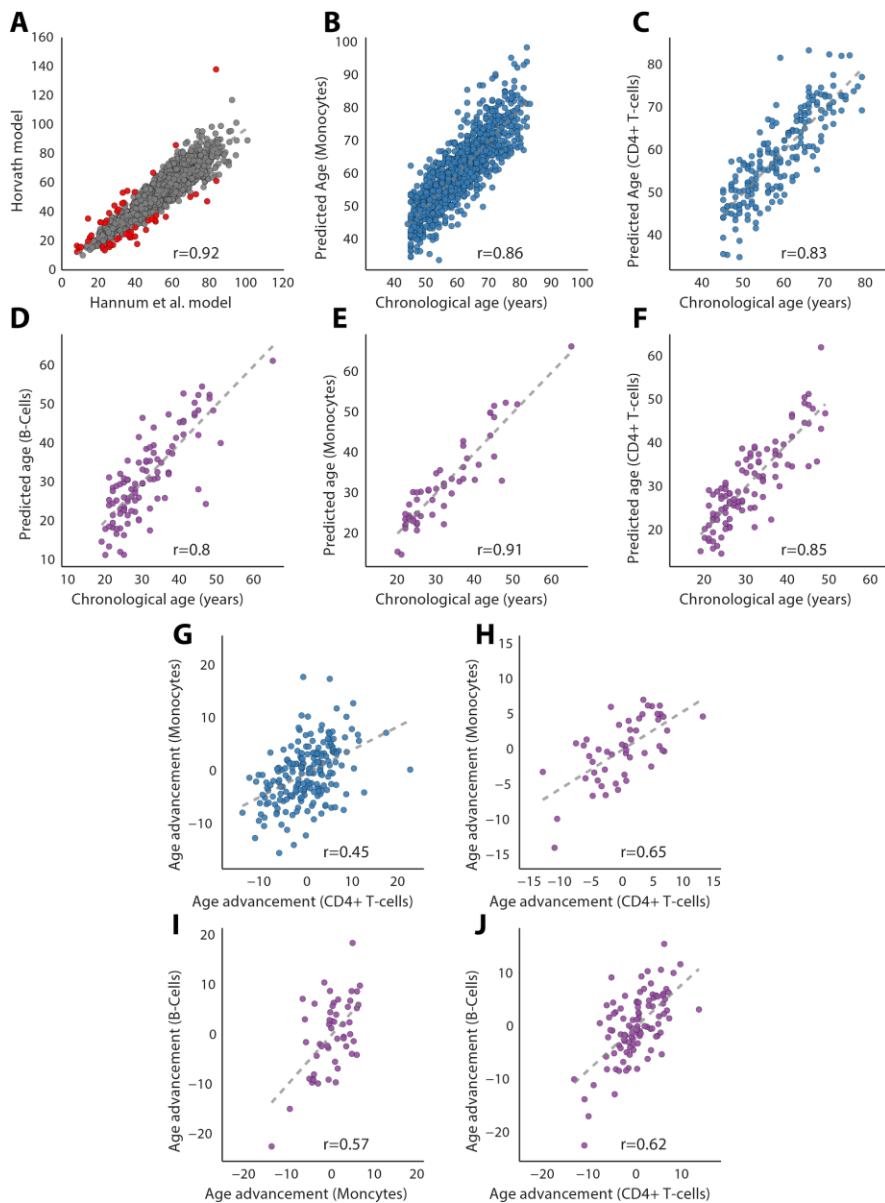 A
160
140
120
100
80
60
40
20
0
Horvath model
r=0.92
0 20 40 60 80 100 120
Hannum et al. model
B
100
90
80
70
60
50
40
Predicted Age (Monocytes)
r=0.86
40 50 60 70 80 90 100
Chronological age (years)
C
80
70
60
50
40
Predicted Age (CD4+ T-cells)
r=0.83
40 50 60 70 80
Chronological age (years)
D
60
50
40
30
20
10
Predicted age (B-Cells)
r=0.8
10 20 30 40 50 60
Chronological age (years)
E
60
50
40
30
20
Predicted age (Monocytes)
r=0.91
20 30 40 50 60
Chronological age (years)
F
60
50
40
30
20
Predicted age (CD4+ T-cells)
r=0.85
20 30 40 50 60
Chronological age (years)
G
20
10
0
−10
Age advancement (Monocytes)
r=0.45
−10 0 10 20
Age advancement (CD4+ T-cells)
H
15
10
5
0
−5
−10
−15
Age advancement (Monocytes)
r=0.65
−15 −10 −5 0 5 10 15
Age advancement (CD4+ T-cells)
I
20
10
0
−10
−20
Age advancement (B-Cells)
r=0.57
−20 −10 0 10
Age advancement (Moncytes)
J
20
10
0
−10
−20
Age advancement (B-Cells)
r=0.62
−20 −10 0 10
Age advancement (CD4+ T-cells)